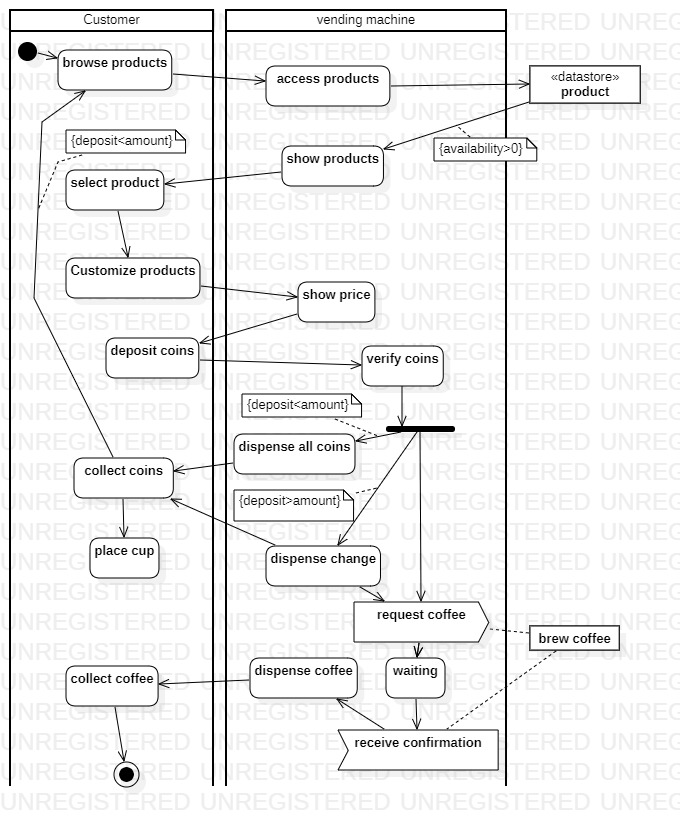 Customer
vending machine
browse products
access products
«datastore»
product
{deposit<amount}
{availability>0}
show products
select product
Customize products
show price
deposit coins
verify coins
{deposit<amount}
dispense all coins
collect coins
{deposit>amount}
place cup
dispense change
request coffee
brew coffee
collect coffee
dispense coffee
waiting
receive confirmation
UNREGISTERED